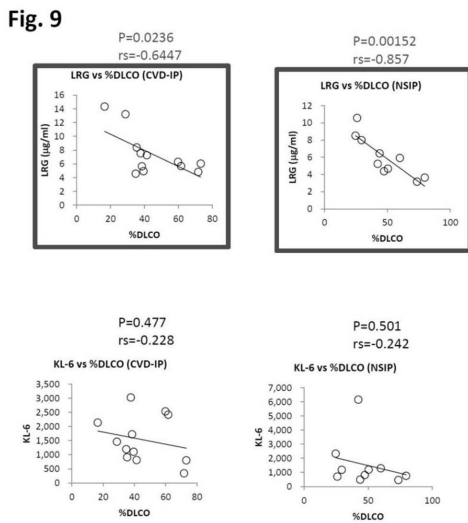 Fig. 9
P=0.0236
rs=-0.6447
LRG vs %DLCO (CVD-IP)
16
14
12
10
8
6
4
2
0
LRG (μg/ml)
0 20 40 60 80
%DLCO
P=0.00152
rs=-0.857
LRG vs %DLCO (NSIP)
12
10
8
6
4
2
0
LRG (μg/ml)
0 50 100
%DLCO
P=0.477
rs=-0.228
KL-6 vs %DLCO (CVD-IP)
3,500
3,000
2,500
2,000
1,500
1,000
500
0
KL-6
0 20 40 60 80
%DLCO
P=0.501
rs=-0.242
KL-6 vs %DLCO (NSIP)
7,000
6,000
5,000
4,000
3,000
2,000
1,000
0
KL-6
0 50 100
%DLCO